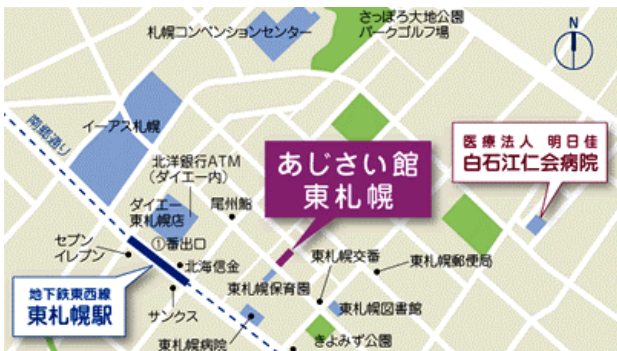 さっぽろ大地公園
パークゴルフ場
札幌コンベンションセンター
N
南郷通り
イーアス札幌
医療法人 明日佳
白石江仁会病院
北洋銀行ATM
(ダイエー内)
あじさい館
東札幌
ダイエー
東札幌店
尾州鮨
セブン
イレブン
①番出口
北海信金
東札幌交番
東札幌郵便局
地下鉄東西線
東札幌駅
東札幌保育園
サンクス
東札幌図書館
東札幌病院
きよみず公園